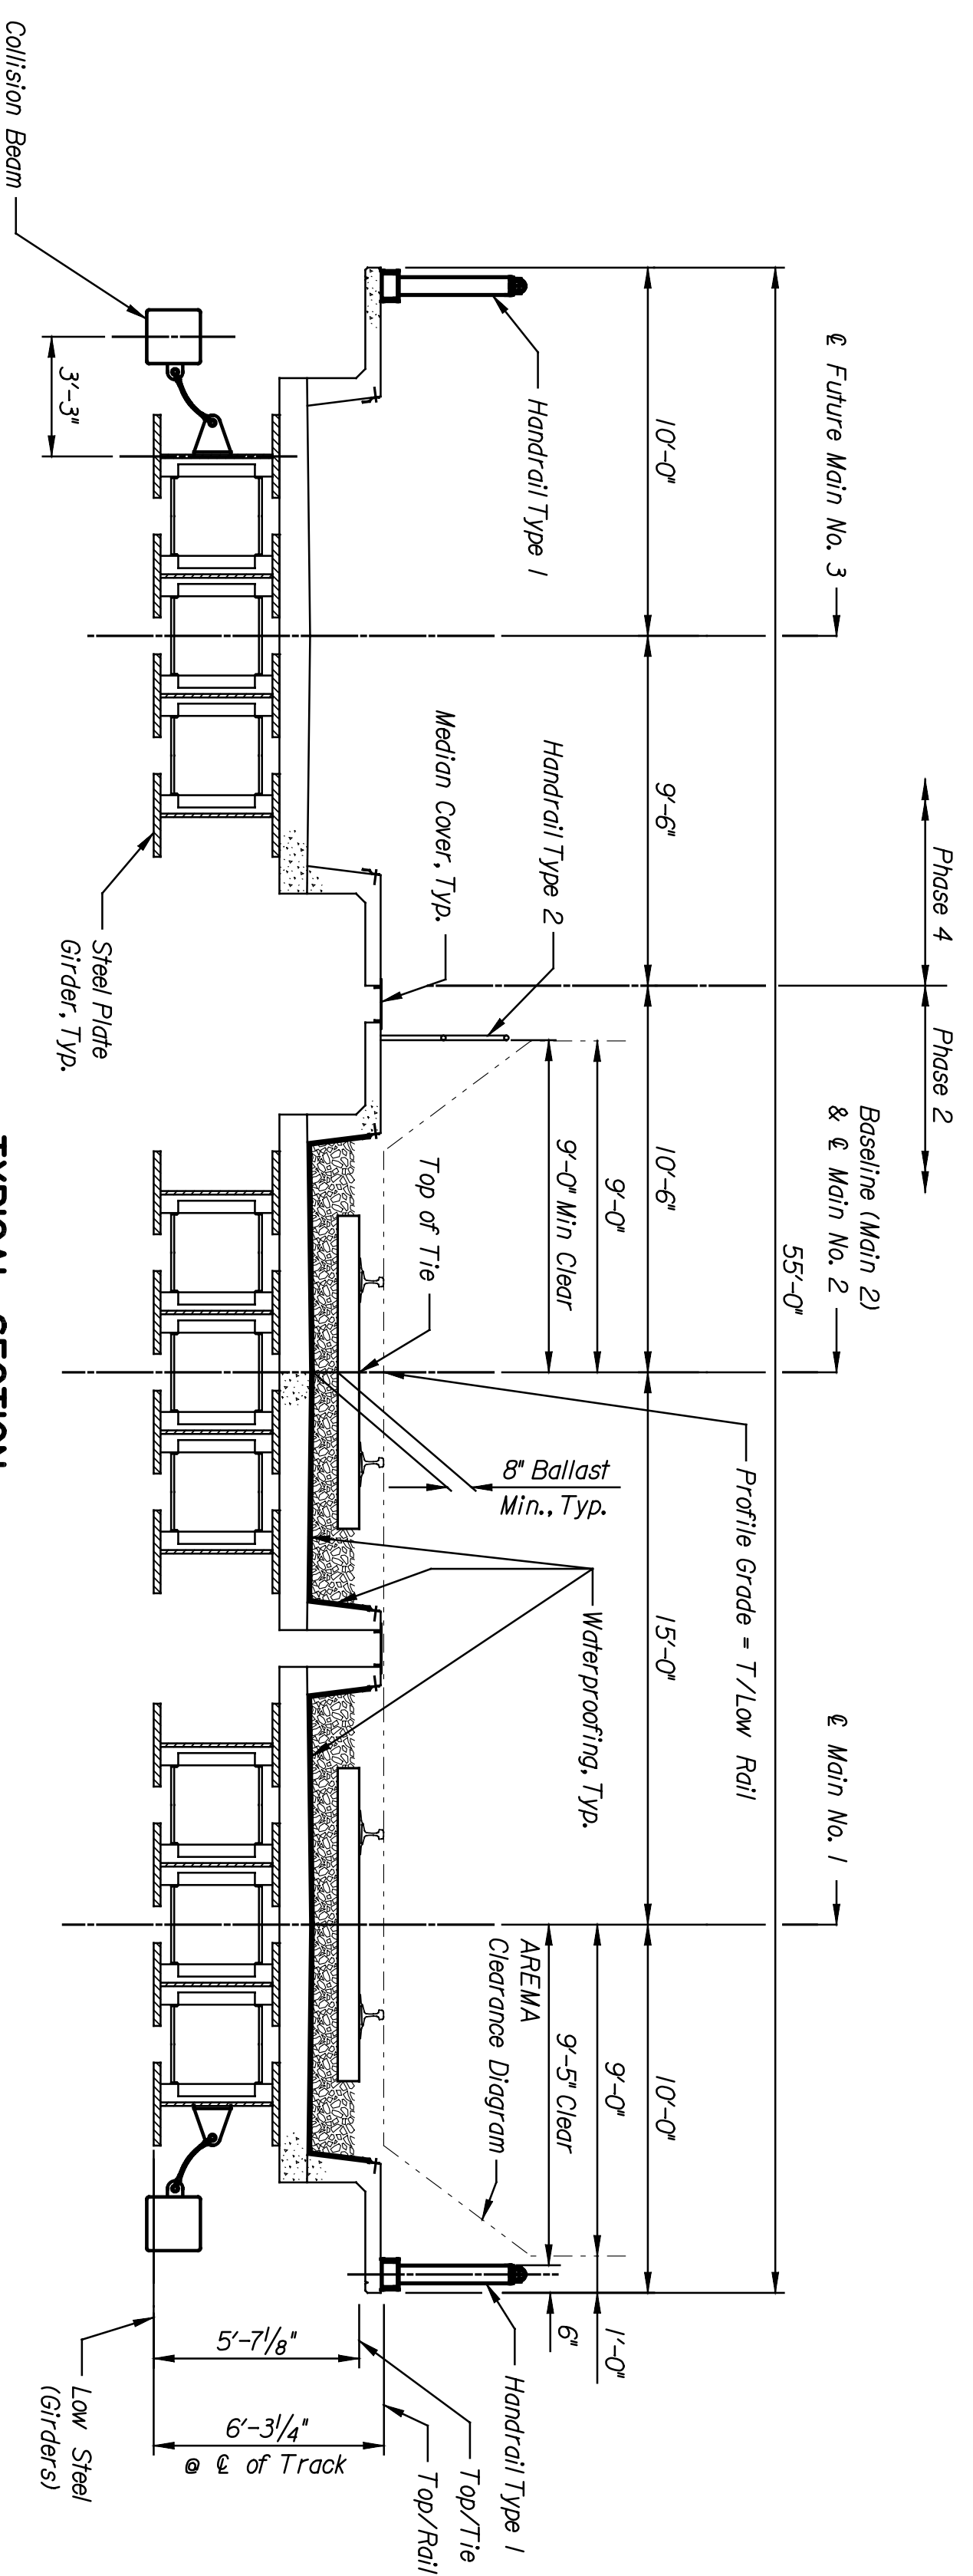 Phase 4
Phase 2
℄ Future Main No. 3
Baseline (Main 2)
& ℄ Main No. 2
℄ Main No. 1
55'-0"
10'-0"
9'-6"
10'-6"
15'-0"
10'-0"
Profile Grade = T/Low Rail
9'-0"
9'-0"
1'-0"
9'-0" Min Clear
9'-5" Clear
6"
Handrail Type 1
Handrail Type 2
Waterproofing, Typ.
AREMA
Clearance Diagram
Handrail Type 1
8" Ballast
Min., Typ.
Median Cover, Typ.
Top of Tie
Top/Tie
Top/Rail
5'-7 1/8"
6'-3 1/4"
@ ℄ of Track
3'-3"
Collision Beam
Steel Plate
Girder, Typ.
Low Steel
(Girders)